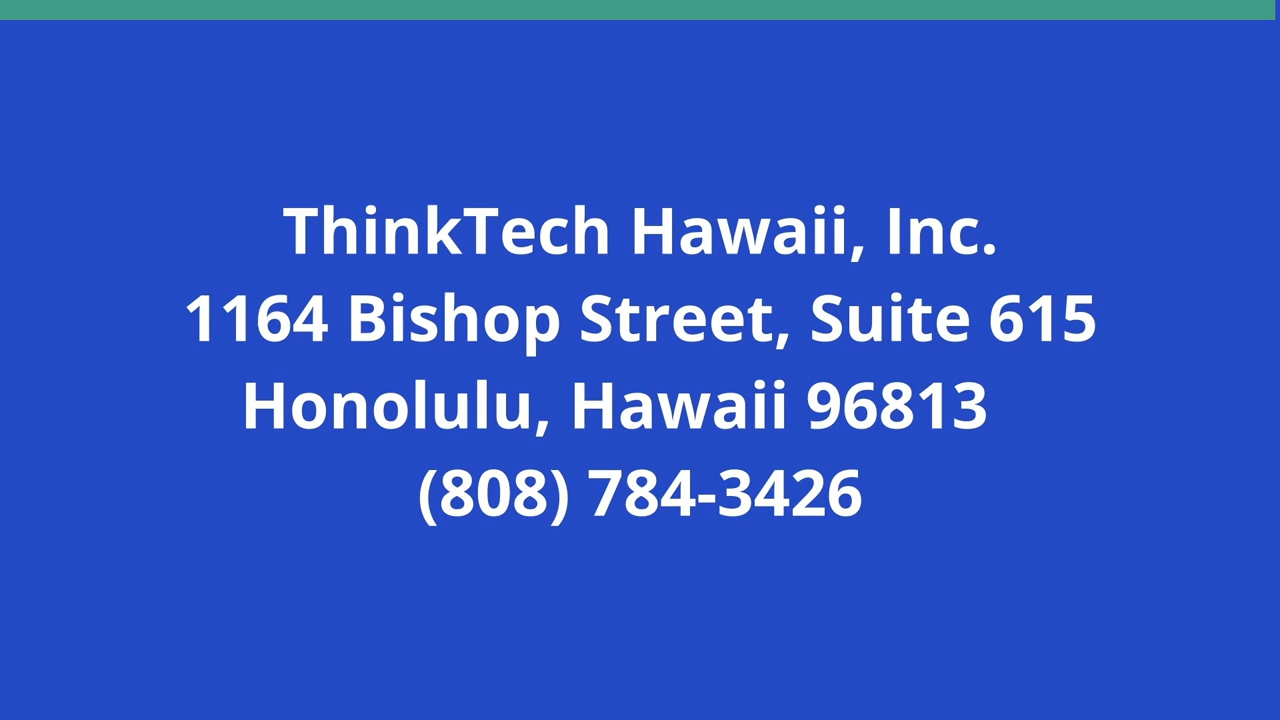 ThinkTech Hawaii, Inc.
1164 Bishop Street, Suite 615
Honolulu, Hawaii 96813
(808) 784-3426